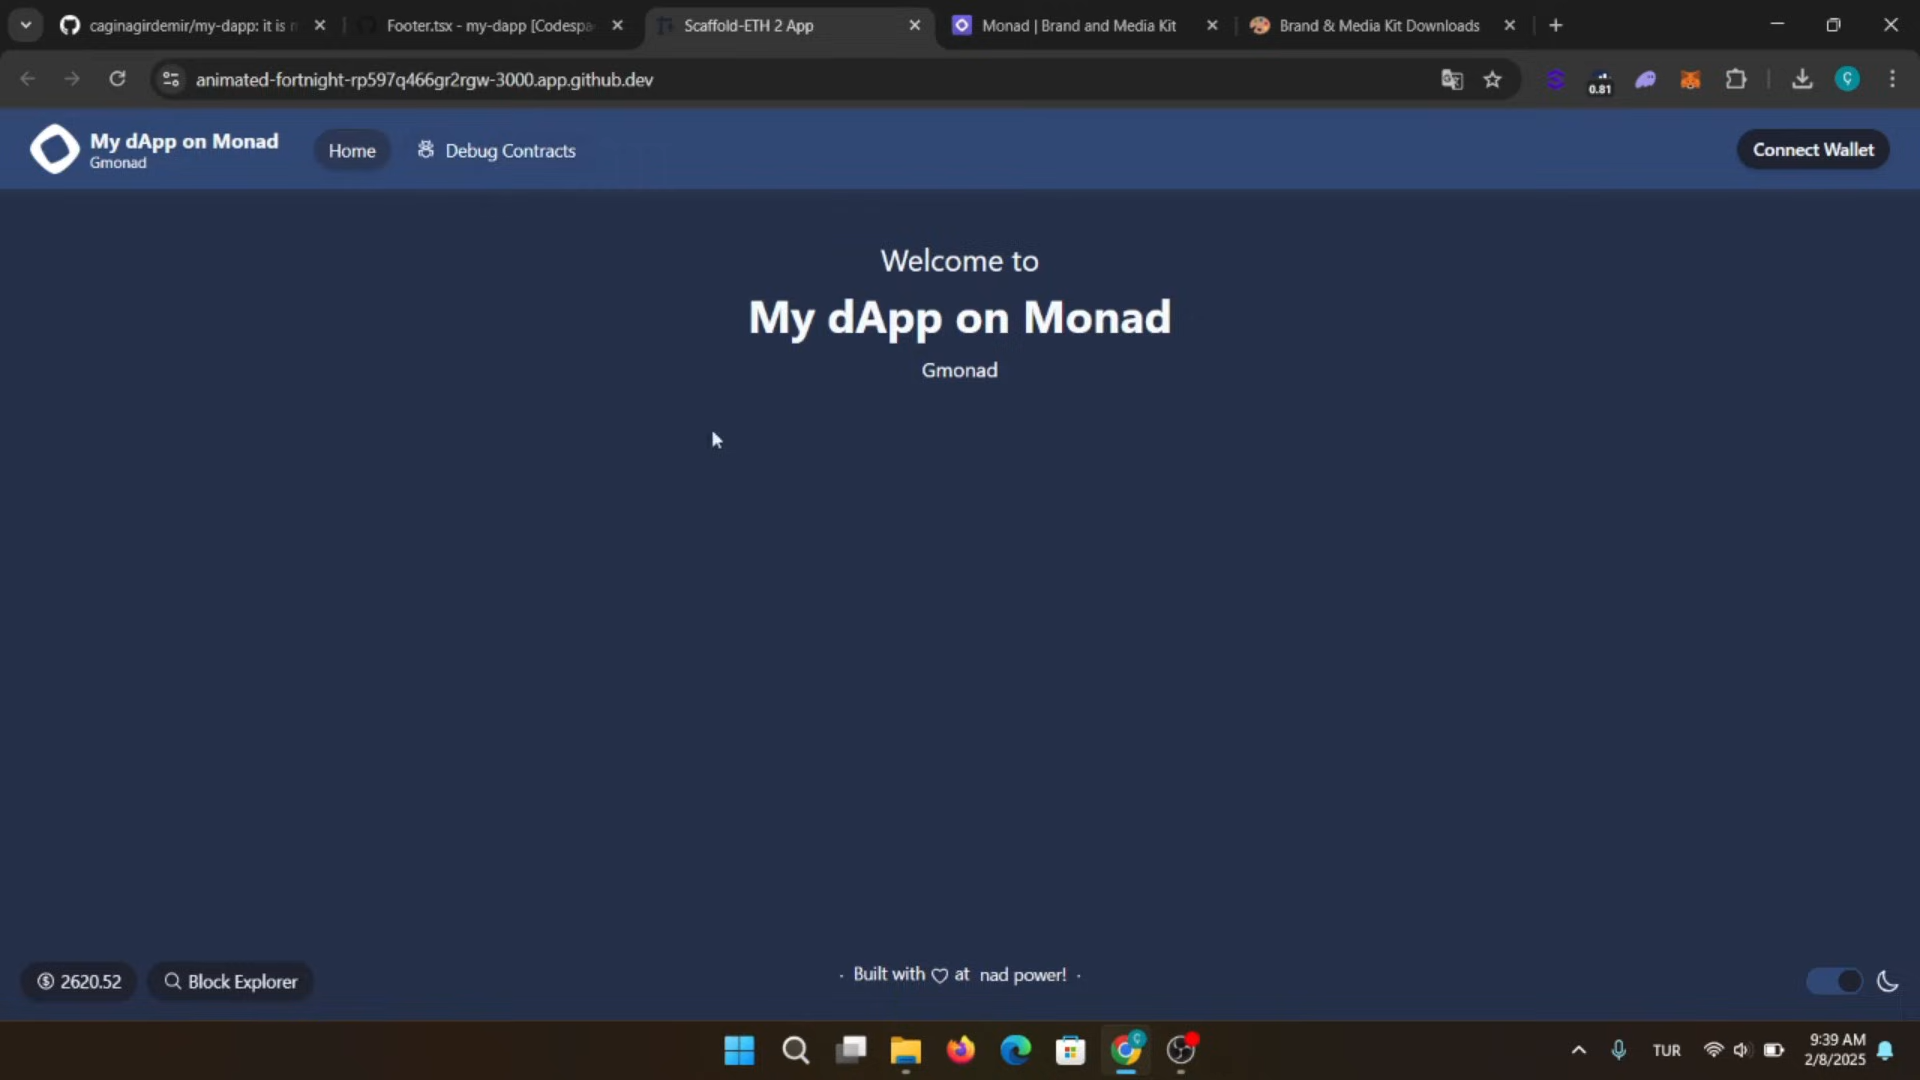 caginagirdemir/my-dapp: it is
Footer.tsx - my-dapp [Codespa
Scaffold-ETH 2 App
Monad | Brand and Media Kit
Brand & Media Kit Downloads
animated-fortnight-rp597q466gr2rgw-3000.app.github.dev
0.81
Ç
My dApp on Monad
Gmonad
Home
Debug Contracts
Connect Wallet
Welcome to
My dApp on Monad
Gmonad
2620.52
Block Explorer
· Built with ♡ at nad power! ·
TUR
9:39 AM
2/8/2025